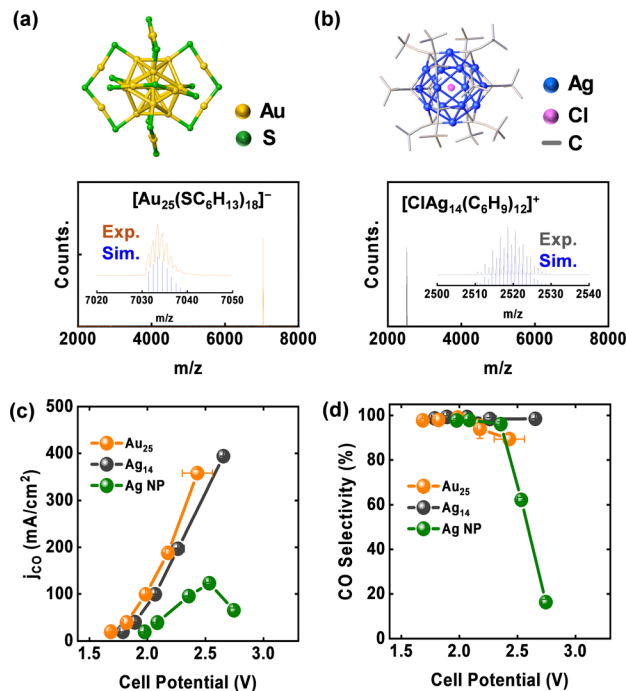 (a)
Au
S
(b)
Ag
Cl
C
[Au₂₅(SC₆H₁₃)₁₈]⁻
Exp.
Sim.
7020 7030 7040 7050
m/z
Counts.
2000 4000 6000 8000
m/z
[ClAg₁₄(C₆H₉)₁₂]⁺
Exp.
Sim.
2500 2510 2520 2530 2540
m/z
Counts.
2000 4000 6000 8000
m/z
(c)
500
400
300
200
100
0
Au₂₅
Ag₁₄
Ag NP
j_CO (mA/cm²)
1.5 2.0 2.5 3.0
Cell Potential (V)
(d)
100
80
60
40
20
0
Au₂₅
Ag₁₄
Ag NP
CO Selectivity (%)
1.5 2.0 2.5 3.0
Cell Potential (V)